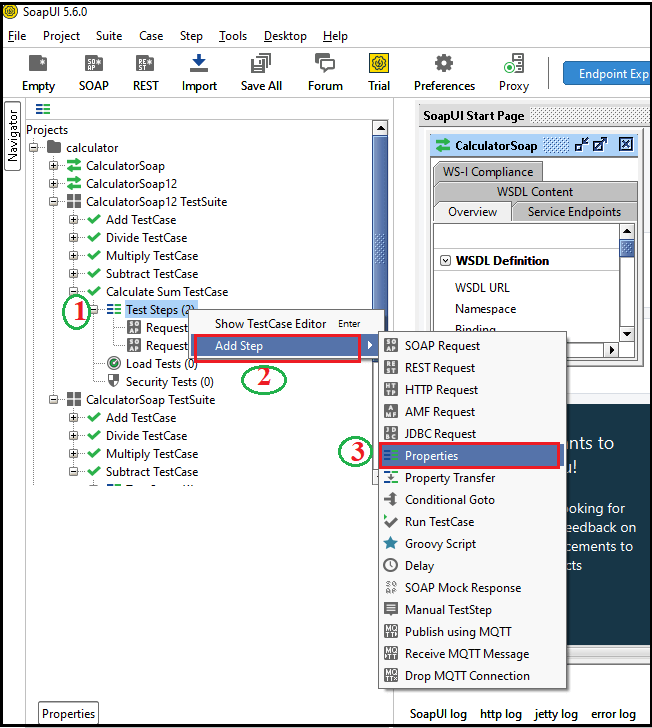 SoapUI 5.6.0
File Project Suite Case Step Tools Desktop Help
Empty SOAP REST Import Save All Forum Trial Preferences Proxy Endpoint Exp
Navigator
Projects
calculator
CalculatorSoap
CalculatorSoap12
CalculatorSoap12 TestSuite
Add TestCase
Divide TestCase
Multiply TestCase
Subtract TestCase
Calculate Sum TestCase
1 Test Steps (2)
Request
Request
Load Tests (0)
Security Tests (0)
CalculatorSoap TestSuite
Add TestCase
Divide TestCase
Multiply TestCase
Subtract TestCase
Show TestCase Editor Enter
Add Step
2
3
SOAP Request
REST Request
HTTP Request
AMF Request
JDBC Request
Properties
Property Transfer
Conditional Goto
Run TestCase
Groovy Script
Delay
SOAP Mock Response
Manual TestStep
Publish using MQTT
Receive MQTT Message
Drop MQTT Connection
SoapUI Start Page
CalculatorSoap
WS-I Compliance
WSDL Content
Overview Service Endpoints
WSDL Definition
WSDL URL
Namespace
Binding
ants to
u!
ooking for
eedback on
cements to
cts
Properties
SoapUI log http log jetty log error log